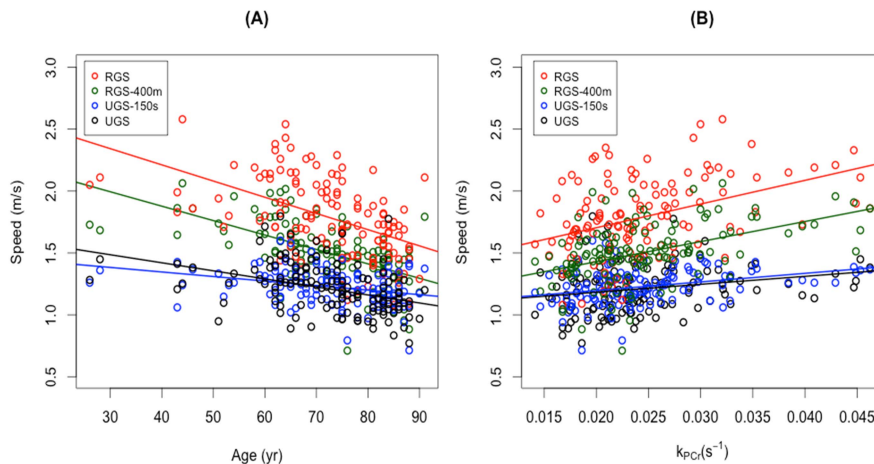 (A)
(B)
RGS
RGS-400m
UGS-150s
UGS
RGS
RGS-400m
UGS-150s
UGS
Speed (m/s)
3.0
2.5
2.0
1.5
1.0
0.5
30 40 50 60 70 80 90
Age (yr)
Speed (m/s)
3.0
2.5
2.0
1.5
1.0
0.5
0.015 0.020 0.025 0.030 0.035 0.040 0.045
kPCr(s⁻¹)